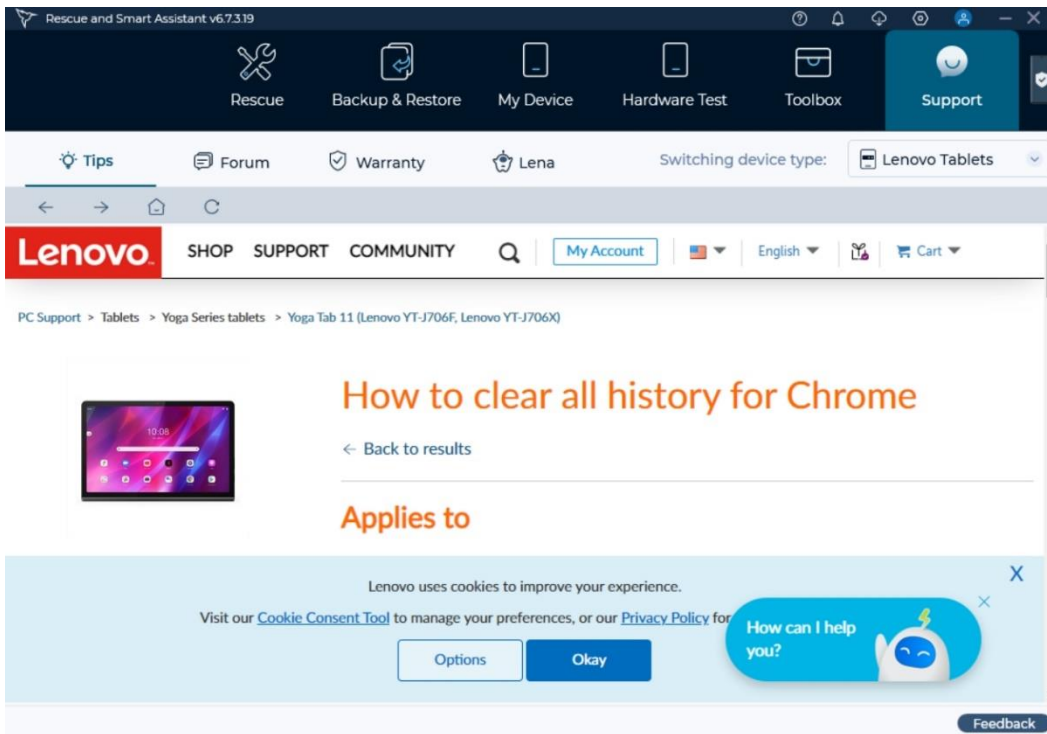 Rescue and Smart Assistant v6.7.3.19
Rescue Backup & Restore My Device Hardware Test Toolbox Support
Tips Forum Warranty Lena Switching device type: Lenovo Tablets
Lenovo. SHOP SUPPORT COMMUNITY My Account English Cart
PC Support > Tablets > Yoga Series tablets > Yoga Tab 11 (Lenovo YT-J706F, Lenovo YT-J706X)
How to clear all history for Chrome
10:08
← Back to results
Applies to
Lenovo uses cookies to improve your experience.
X
Visit our Cookie Consent Tool to manage your preferences, or our Privacy Policy for
How can I help
you?
Options Okay
Feedback